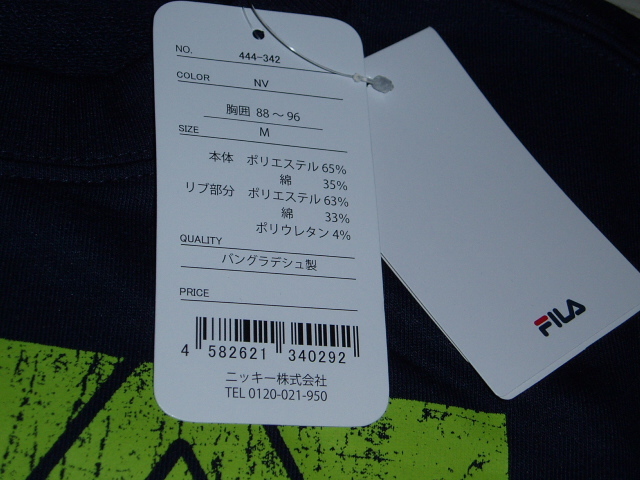 NO. 444-342
COLOR NV
胸囲 88～96
SIZE M
本体 ポリエステル 65%
綿 35%
リブ部分 ポリエステル 63%
綿 33%
ポリウレタン 4%
QUALITY
バングラデシュ製
PRICE
4 582621 340292
ニッキー株式会社
TEL 0120-021-950
FILA